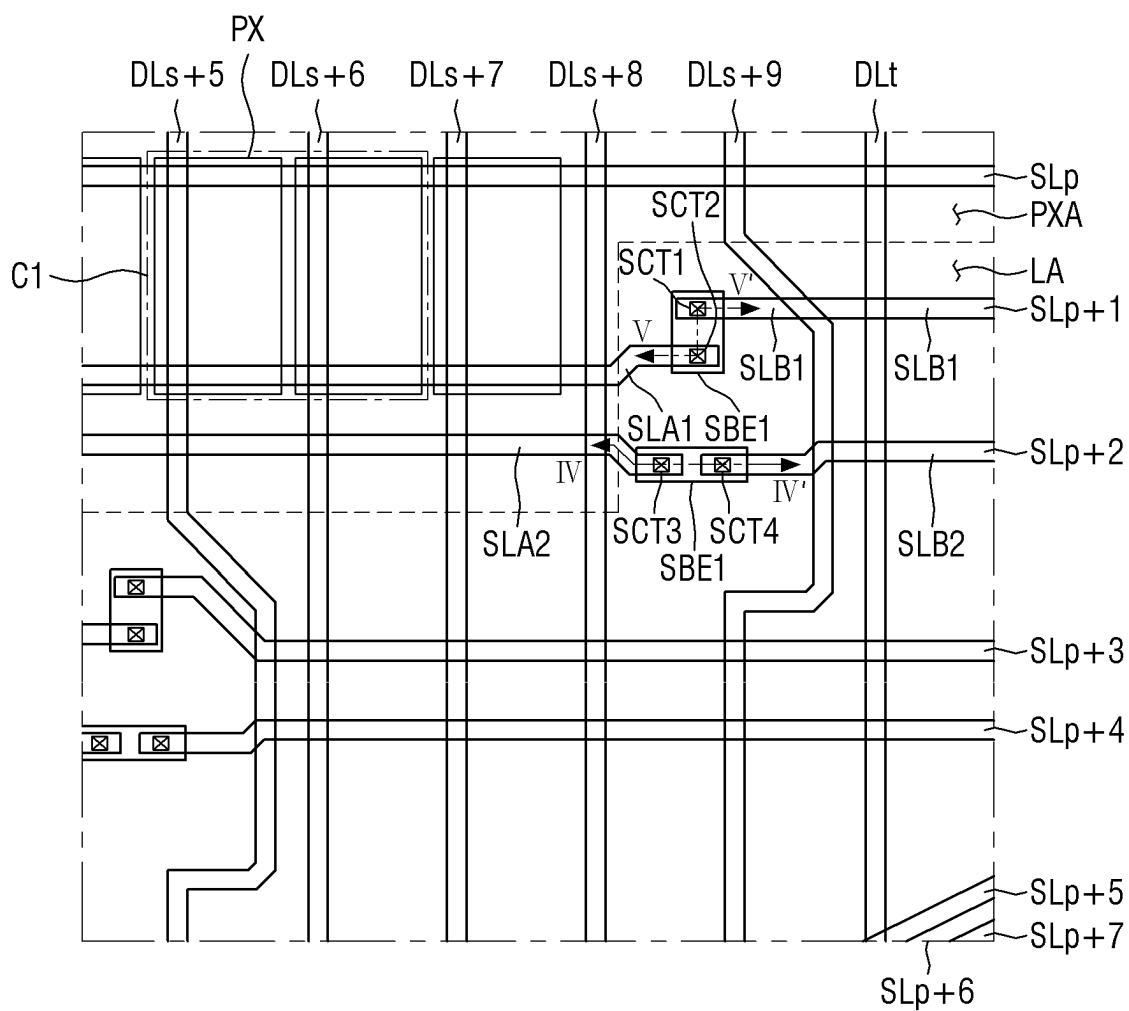 PX
DLs+5 DLs+6 DLs+7 DLs+8 DLs+9 DLt
SLp
SCT2
PXA
C1
SCT1
LA
V'
SLp+1
V
SLB1 SLB1
SLA1 SBE1
SLp+2
IV
IV'
SLA2
SCT3 SCT4
SLB2
SBE1
SLp+3
SLp+4
SLp+5
SLp+7
SLp+6